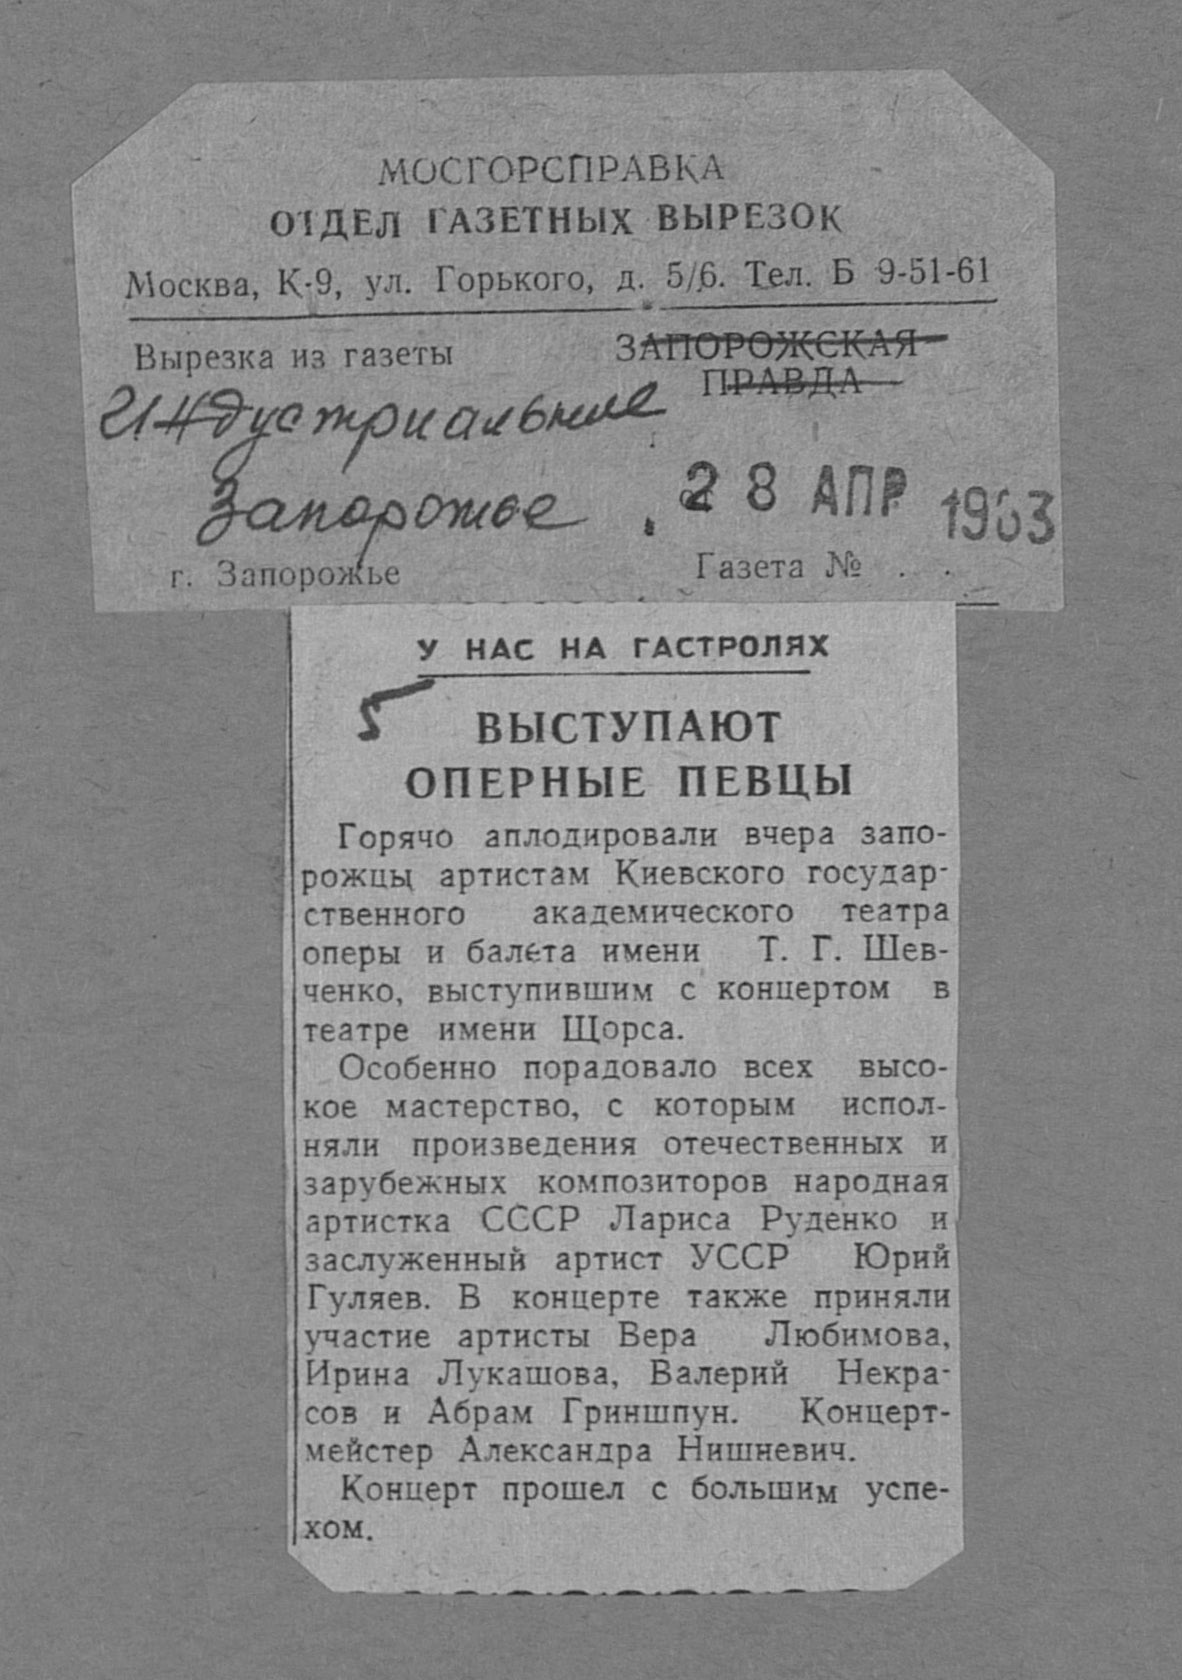 МОСГОРСПРАВКА
ОТДЕЛ ГАЗЕТНЫХ ВЫРЕЗОК
Москва, К-9, ул. Горького, д. 5/6. Тел. Б 9-51-61
Вырезка из газеты
ЗАПОРОЖСКАЯ
ПРАВДА
Индустриальное
Запорожье
28 АПР 1963
г. Запорожье
Газета № . .
У НАС НА ГАСТРОЛЯХ
5
ВЫСТУПАЮТ
ОПЕРНЫЕ ПЕВЦЫ
Горячо аплодировали вчера запо-
рожцы артистам Киевского государ-
ственного академического театра
оперы и балета имени Т. Г. Шев-
ченко, выступившим с концертом в
театре имени Щорса.
Особенно порадовало всех высо-
кое мастерство, с которым испол-
няли произведения отечественных и
зарубежных композиторов народная
артистка СССР Лариса Руденко и
заслуженный артист УССР Юрий
Гуляев. В концерте также приняли
участие артисты Вера Любимова,
Ирина Лукашова, Валерий Некра-
сов и Абрам Гриншпун. Концерт-
мейстер Александра Нишневич.
Концерт прошел с большим успе-
хом.